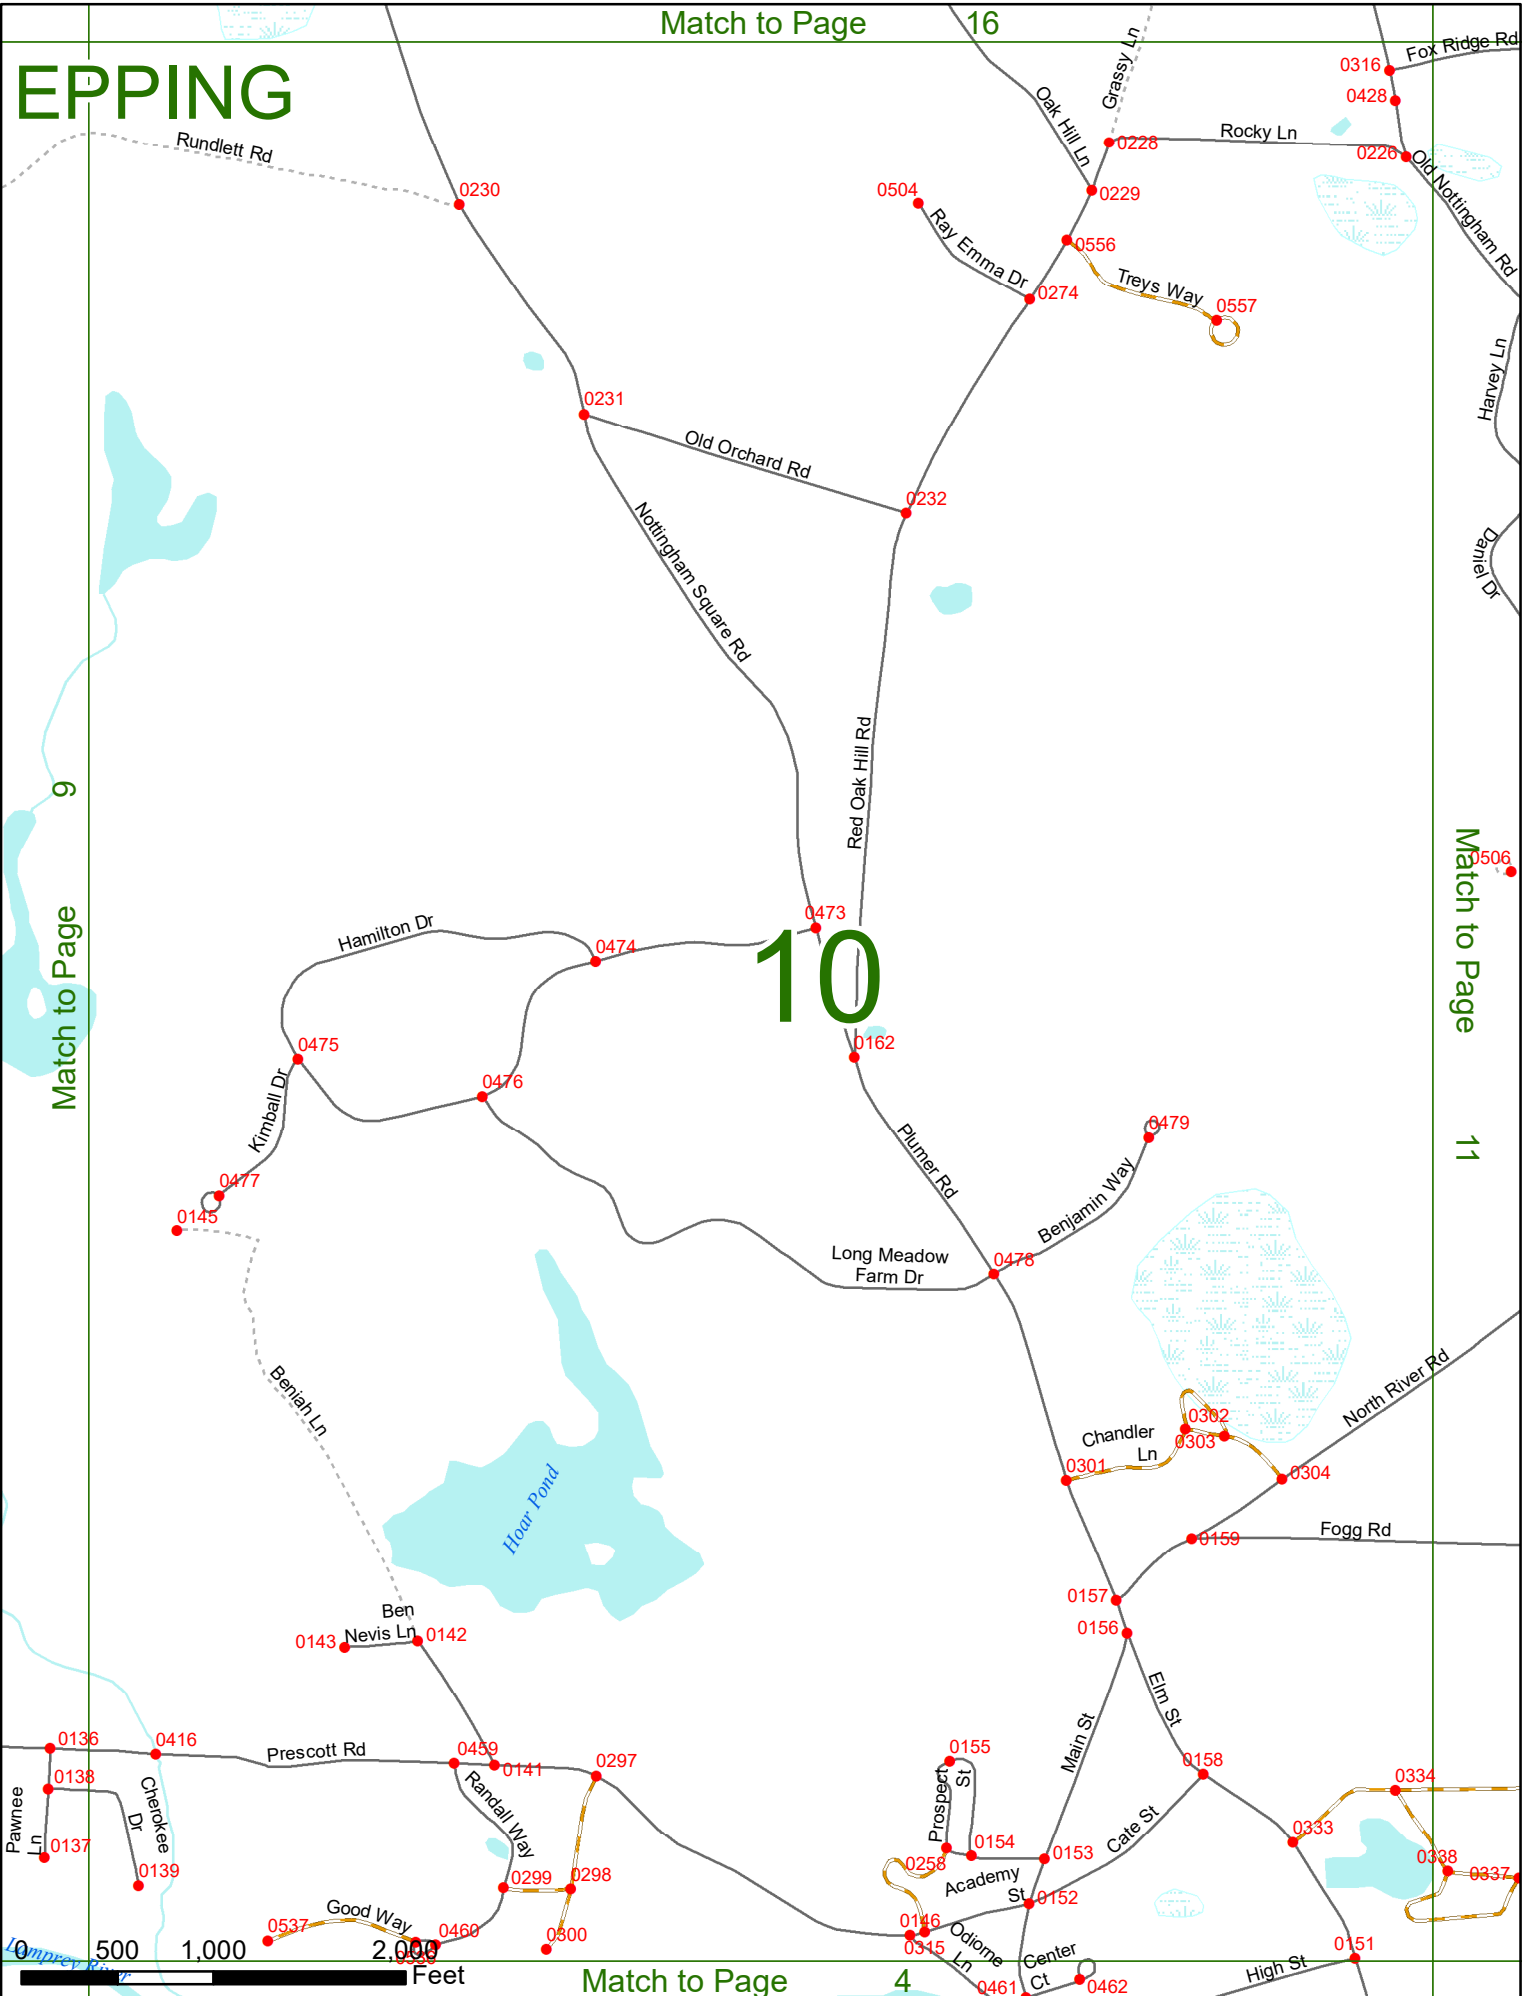 Match to Page 16
EPPING
Fox Ridge Rd
0316
Grassy Ln
0428
Oak Hill Ln
Rundlett Rd
0228
Rocky Ln
0226
Old Nottingham Rd
0230
0504
0229
Ray Emma Dr
0556
Treys Way
0274
0557
Harvey Ln
0231
Old Orchard Rd
0232
Nottingham Square Rd
Daniel Dr
Red Oak Hill Rd
Match to Page 9
Match to Page 11
0506
0473
Hamilton Dr
0474
10
0475
0162
Kimball Dr
0476
Plumer Rd
0479
Benjamin Way
0477
0145
Long Meadow
Farm Dr
0478
Beniah Ln
North River Rd
0302
Chandler
Ln
0303
0301
0304
Hoar Pond
0159
Fogg Rd
0157
Ben
Nevis Ln
0143
0142
0156
Elm St
Main St
0136
0416
Prescott Rd
0459
0141
0297
0155
0158
0138
Pawnee
Ln
Cherokee
Dr
Randall Way
Prospect
St
Cate St
0334
0137
0139
0154
0153
0333
0258
Academy
St
0338
0337
0299
0298
0152
Good Way
0537
0460
0300
0146
0315
Odiorne
Ln
Center
Ct
0151
High St
0461
0462
Lamprey River
0 500 1,000 2,000
Feet
Match to Page 4